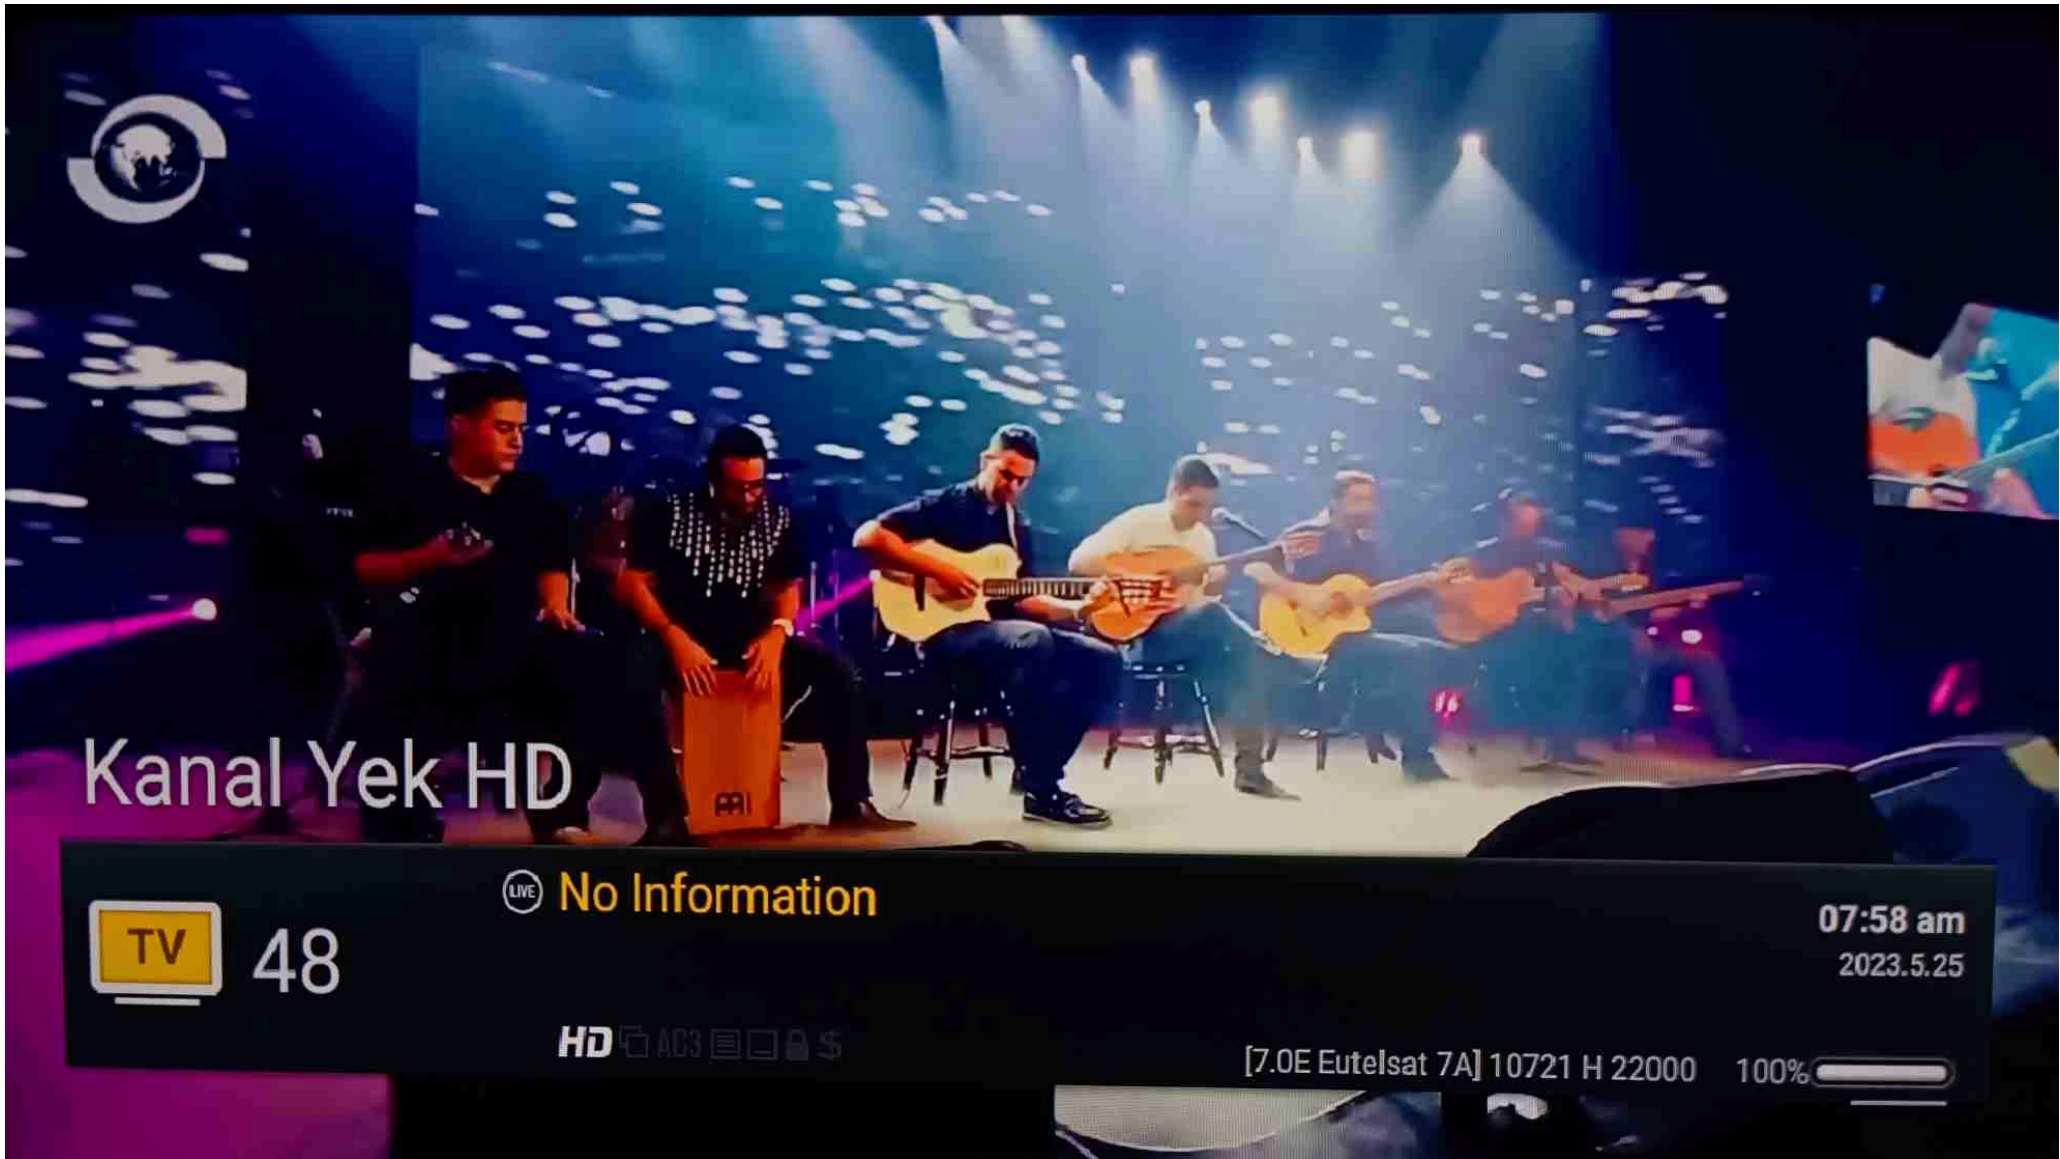 Kanal Yek HD
TV 48
LIVE No Information
07:58 am
2023.5.25
HD AC3 $
[7.0E Eutelsat 7A] 10721 H 22000 100%